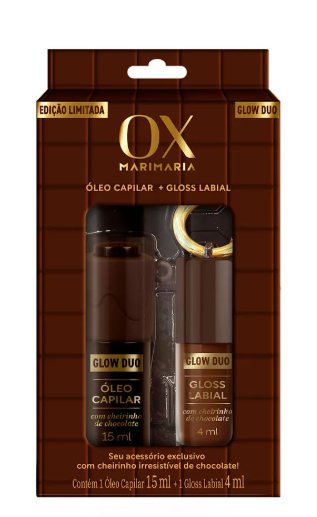 EDIÇÃO LIMITADA
GLOW DUO
OX
MARIMARIA
ÓLEO CAPILAR + GLOSS LABIAL
GLOW DUO
ÓLEO
CAPILAR
com cheirinho
de chocolate
15 ml
GLOW DUO
GLOSS
LABIAL
com cheirinho
de chocolate
4 ml
Seu acessório exclusivo
com cheirinho irresistível de chocolate!
Contém 1 Óleo Capilar 15 ml + 1 Gloss Labial 4 ml